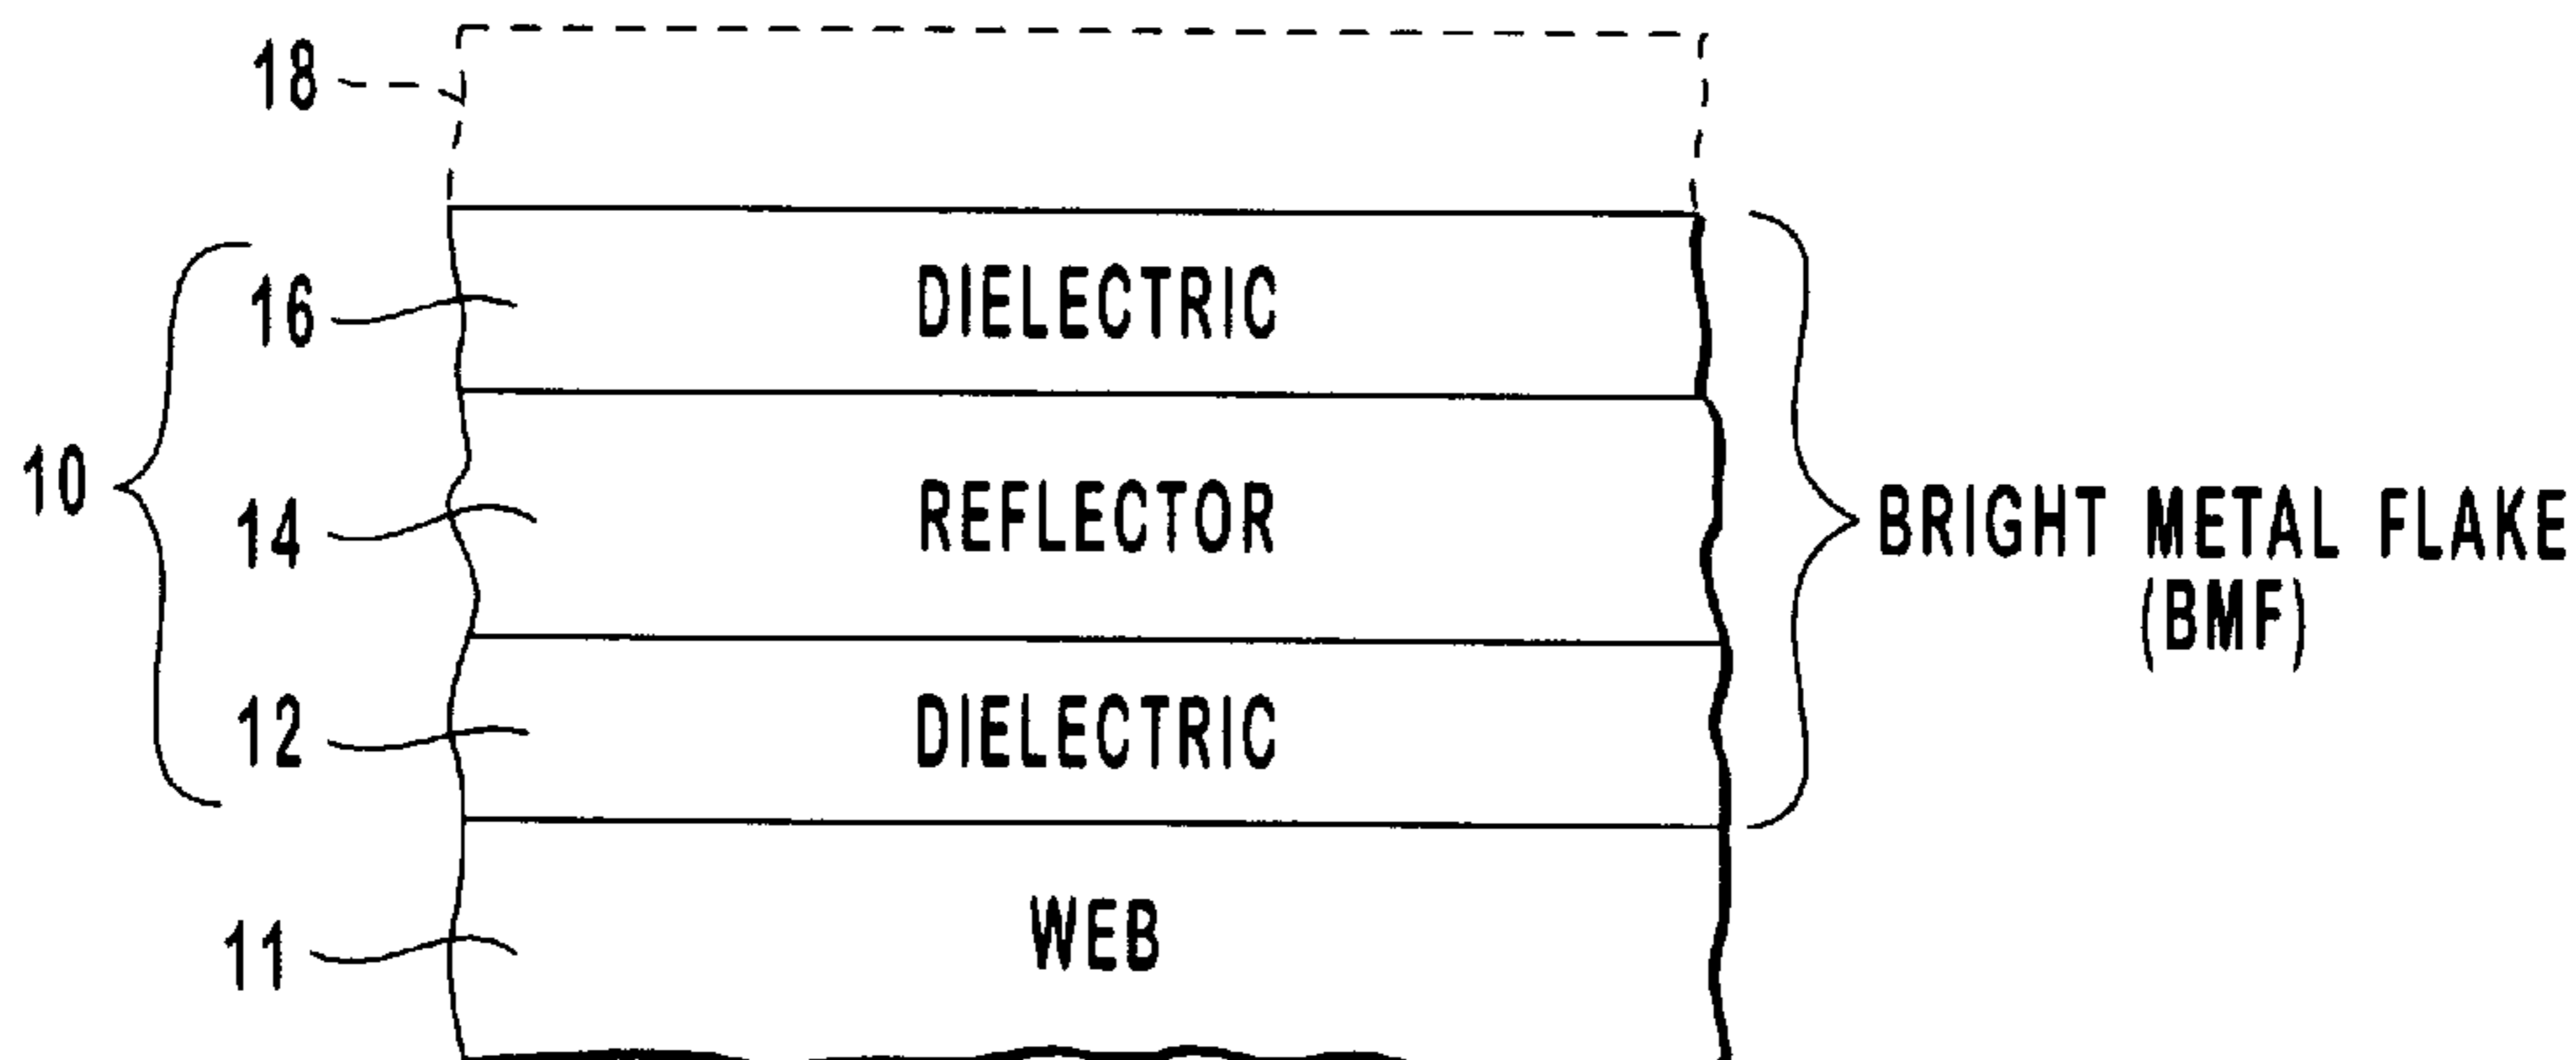 18
16 DIELECTRIC
10
14 REFLECTOR
BRIGHT METAL FLAKE
(BMF)
12 DIELECTRIC
11 WEB